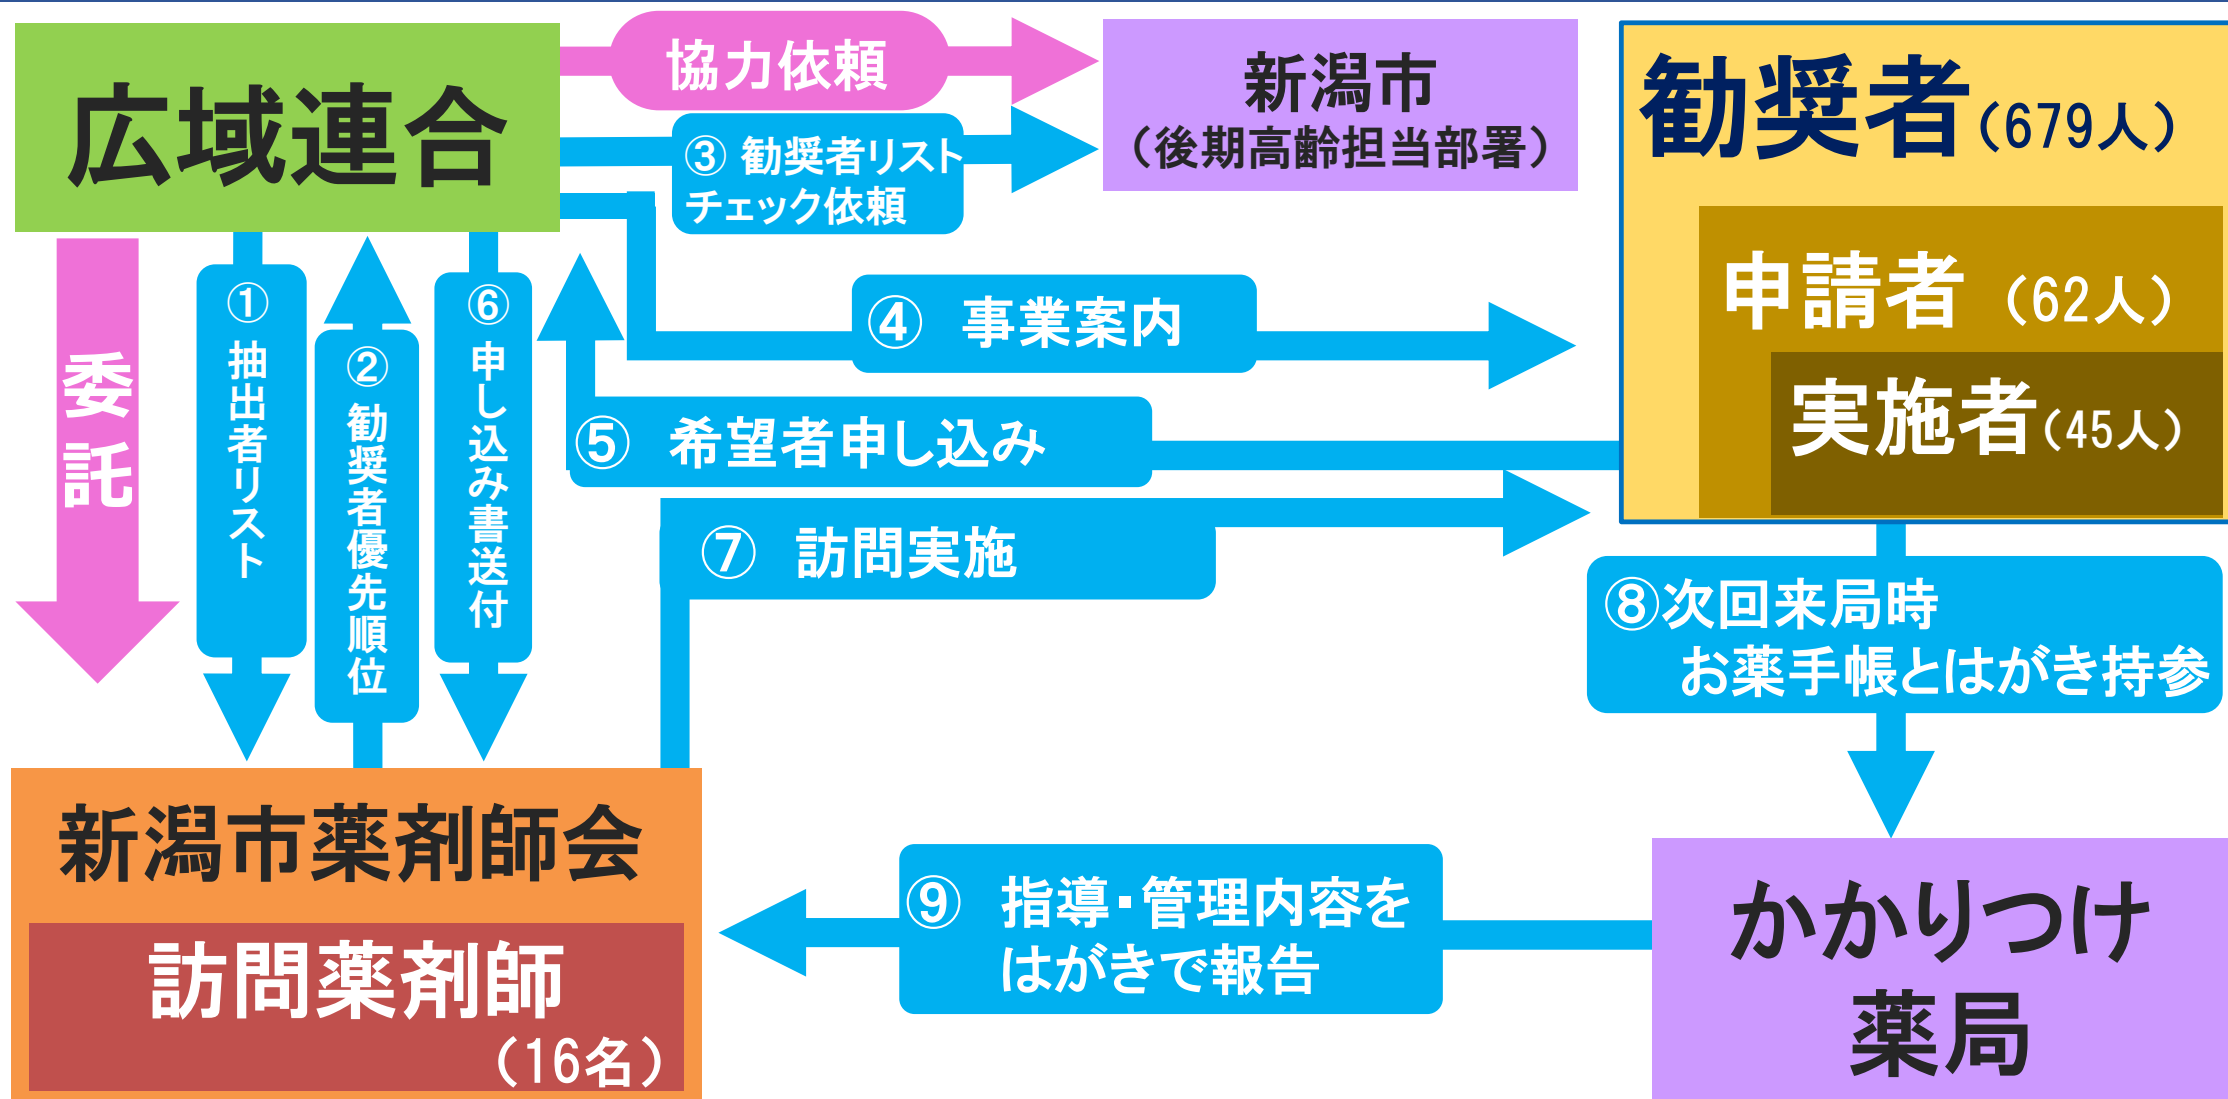 広域連合
協力依頼
新潟市
（後期高齢担当部署）
③ 勧奨者リスト
チェック依頼
勧奨者（679人）
申請者（62人）
実施者（45人）
委託
①抽出者リスト
②勧奨者優先順位
⑥申し込み書送付
④ 事業案内
⑤ 希望者申し込み
⑦ 訪問実施
⑧次回来局時
お薬手帳とはがき持参
新潟市薬剤師会
訪問薬剤師
（16名）
⑨ 指導・管理内容を
はがきで報告
かかりつけ
薬局